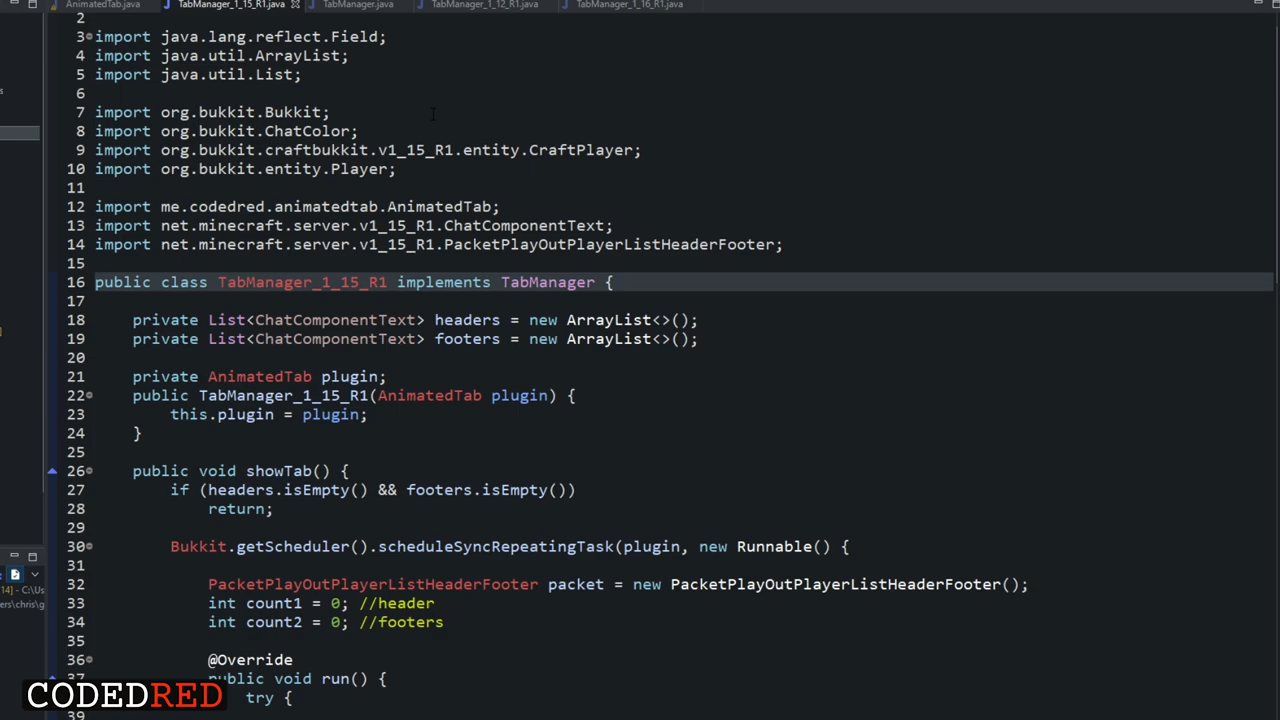 AnimatedTab.java TabManager_1_15_R1.java TabManager.java TabManager_1_12_R1.java TabManager_1_16_R1.java
2
3 import java.lang.reflect.Field;
4 import java.util.ArrayList;
5 import java.util.List;
6
7 import org.bukkit.Bukkit;
8 import org.bukkit.ChatColor;
9 import org.bukkit.craftbukkit.v1_15_R1.entity.CraftPlayer;
10 import org.bukkit.entity.Player;
11
12 import me.codedred.animatedtab.AnimatedTab;
13 import net.minecraft.server.v1_15_R1.ChatComponentText;
14 import net.minecraft.server.v1_15_R1.PacketPlayOutPlayerListHeaderFooter;
15
16 public class TabManager_1_15_R1 implements TabManager {
17
18 private List<ChatComponentText> headers = new ArrayList<>();
19 private List<ChatComponentText> footers = new ArrayList<>();
20
21 private AnimatedTab plugin;
22 public TabManager_1_15_R1(AnimatedTab plugin) {
23 this.plugin = plugin;
24 }
25
26 public void showTab() {
27 if (headers.isEmpty() && footers.isEmpty())
28 return;
29
30 Bukkit.getScheduler().scheduleSyncRepeatingTask(plugin, new Runnable() {
31
32 PacketPlayOutPlayerListHeaderFooter packet = new PacketPlayOutPlayerListHeaderFooter();
33 int count1 = 0; //header
34 int count2 = 0; //footers
35
36 @Override
37 public void run() {
try {
39
14] - C:\Us
ers\chris\g
CODEDRED